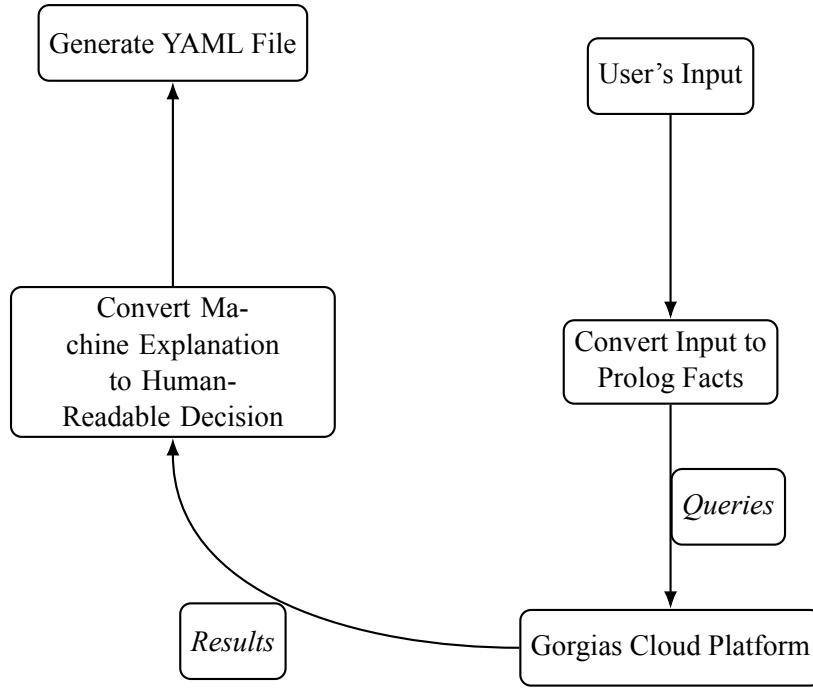 Generate YAML File
User’s Input
Convert Ma-
chine Explanation
to Human-
Readable Decision
Convert Input to
Prolog Facts
Queries
Results
Gorgias Cloud Platform